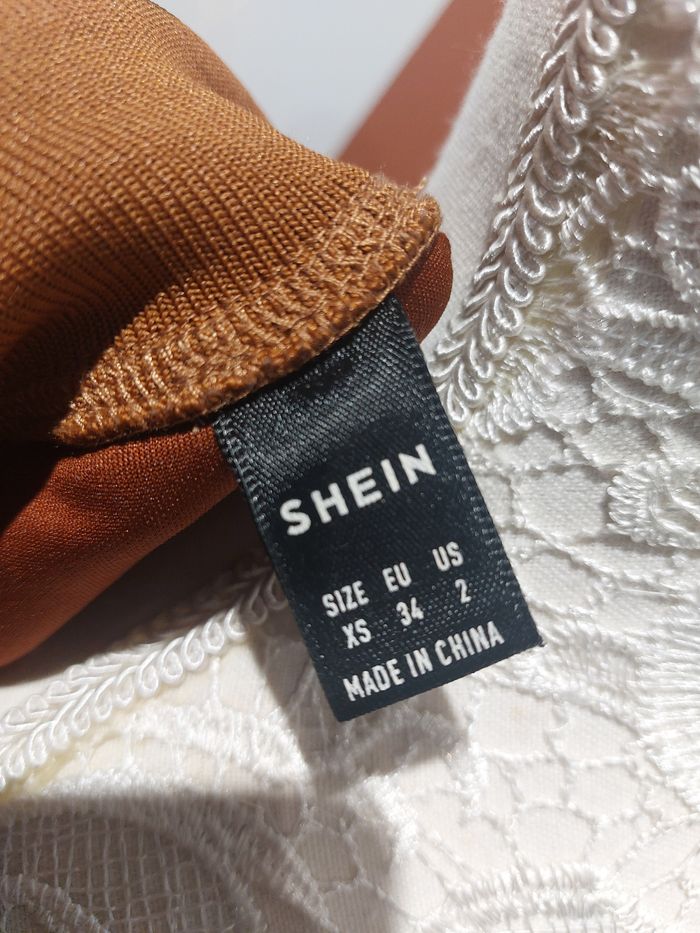 SHEIN
SIZE EU US
XS 34 2
MADE IN CHINA